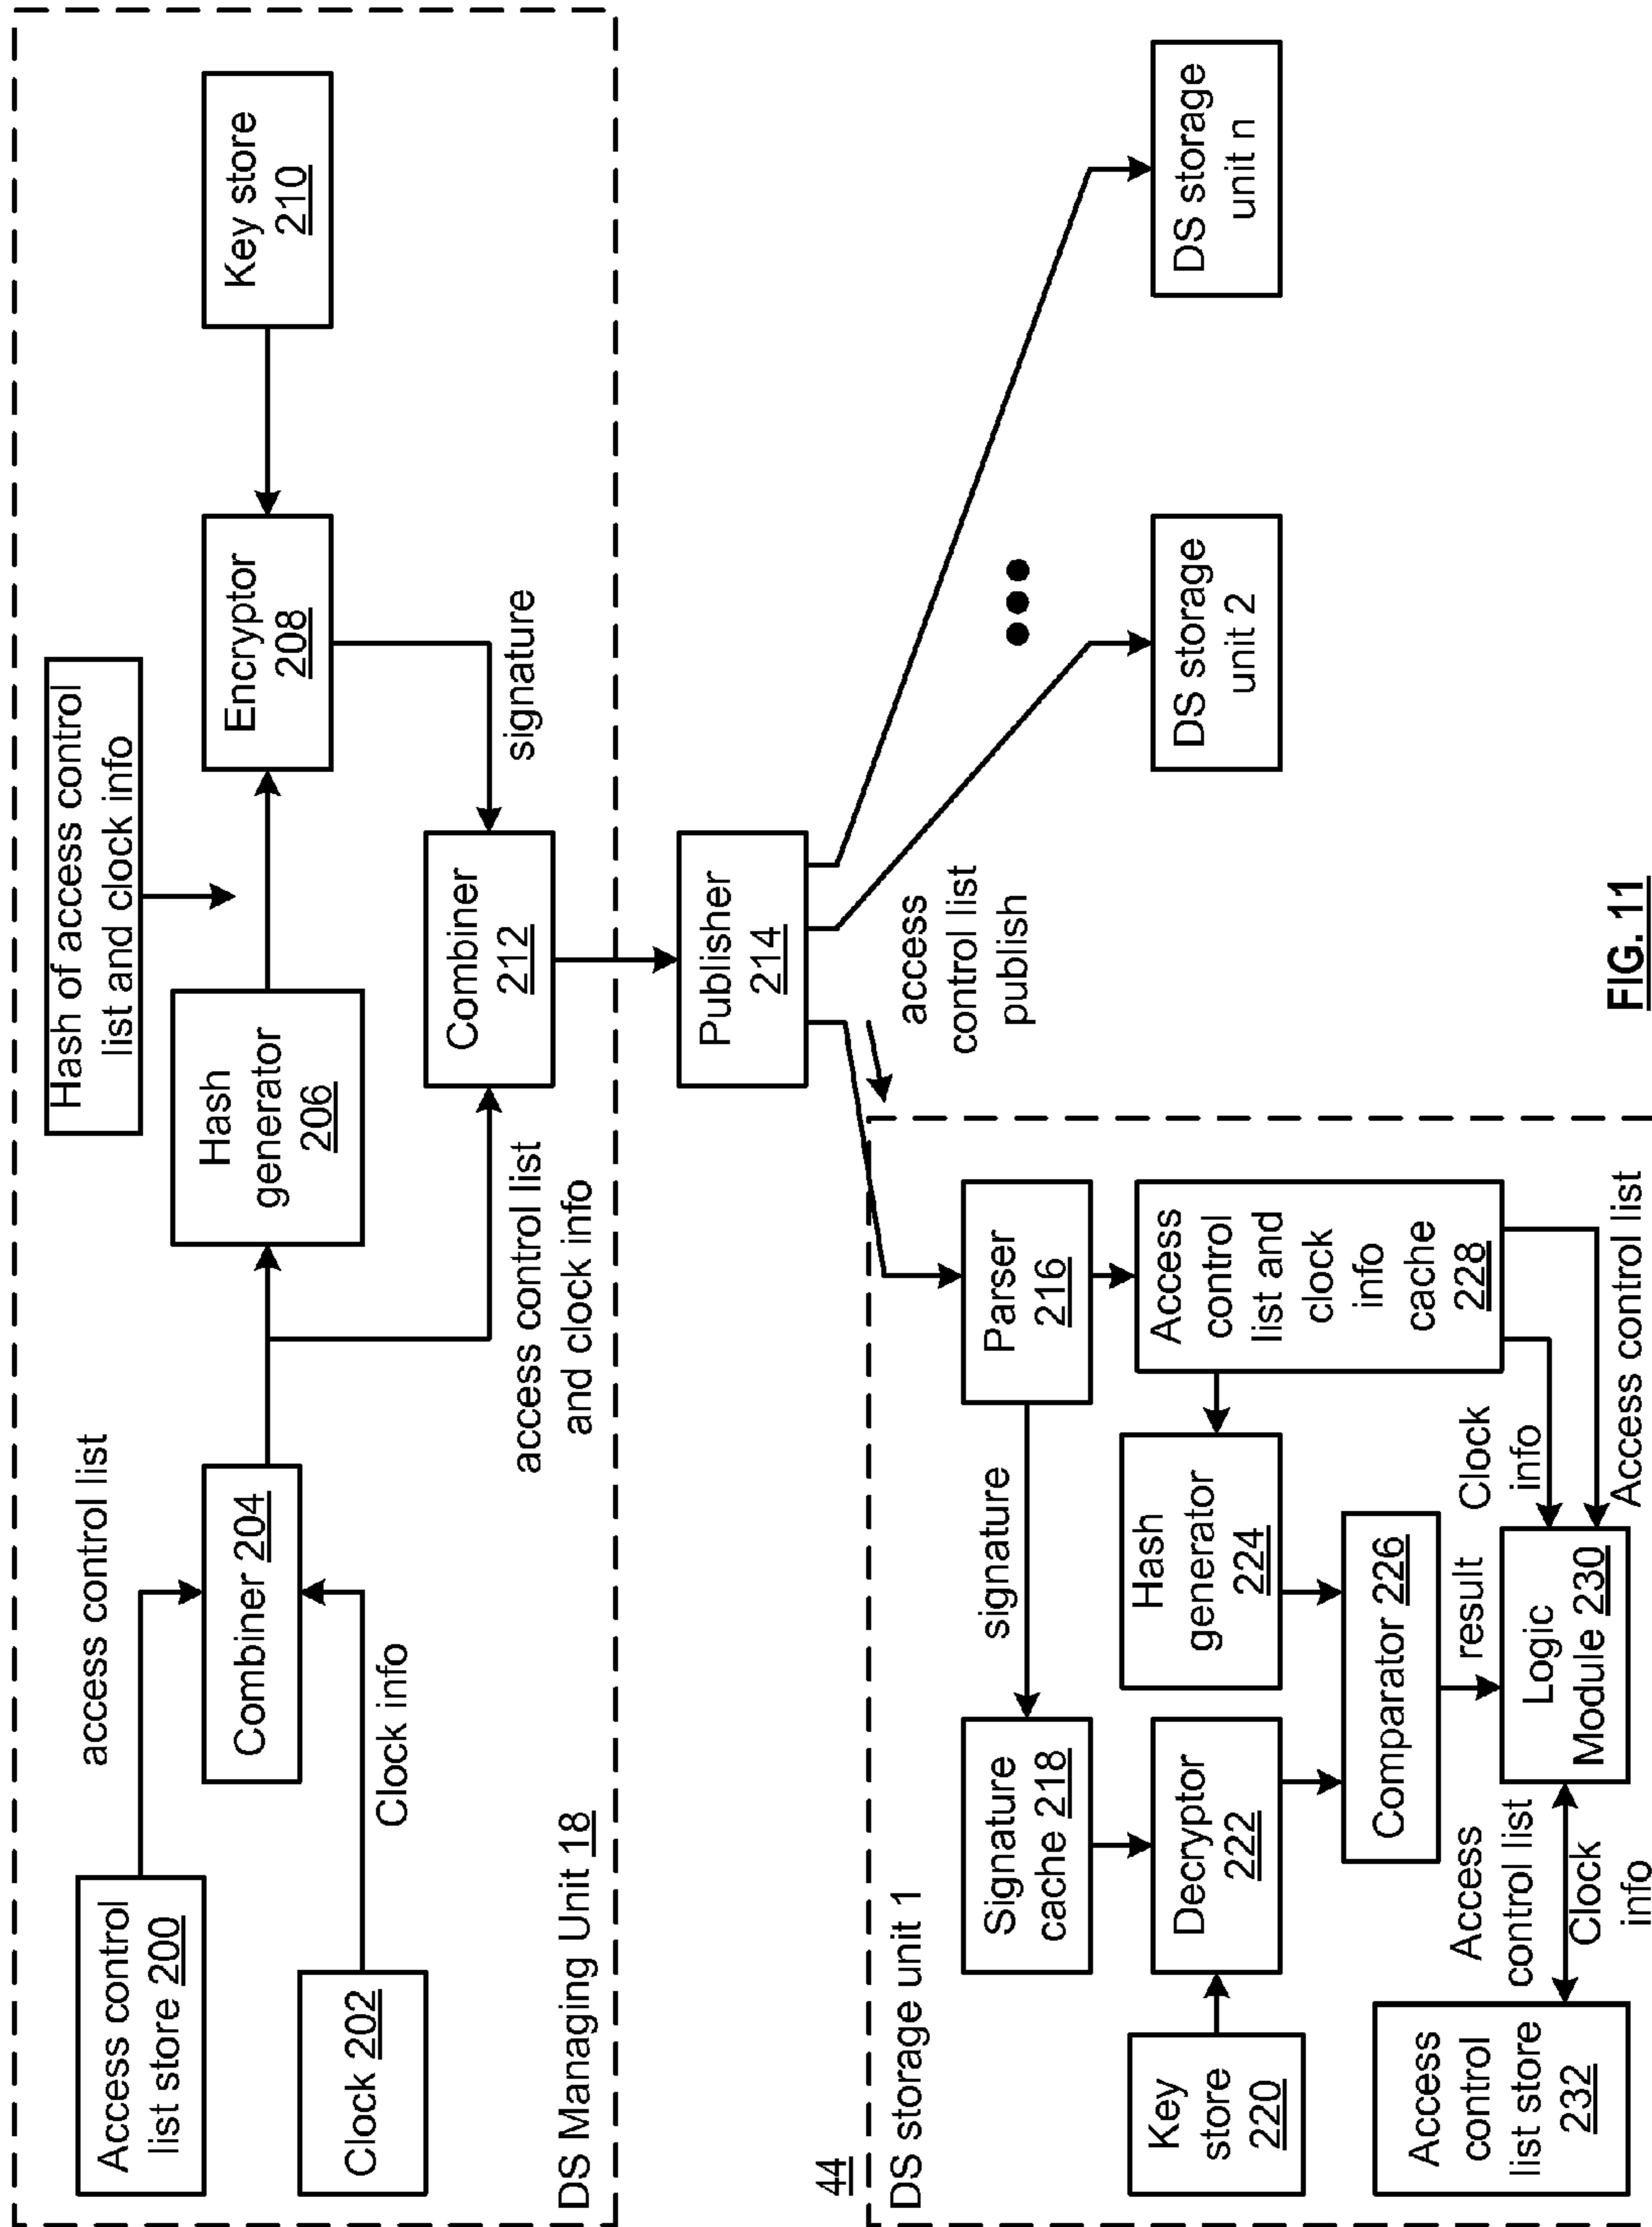 Access control
list store 200
access control list
Clock 202
Clock info
Combiner 204
Hash
generator
206
Hash of access control
list and clock info
Encryptor
208
Key store
210
access control list
and clock info
signature
Combiner
212
DS Managing Unit 18
Publisher
214
access
control list
publish
DS storage
unit 2
DS storage
unit n
44
DS storage unit 1
Parser
216
signature
Signature
cache 218
Key
store
220
Decryptor
222
Hash
generator
224
Access
control
list and
clock
info
cache
228
Comparator 226
result
Clock
info
Access control list
Logic
Module 230
Access
control list
Clock
info
Access
control
list store
232
FIG. 11